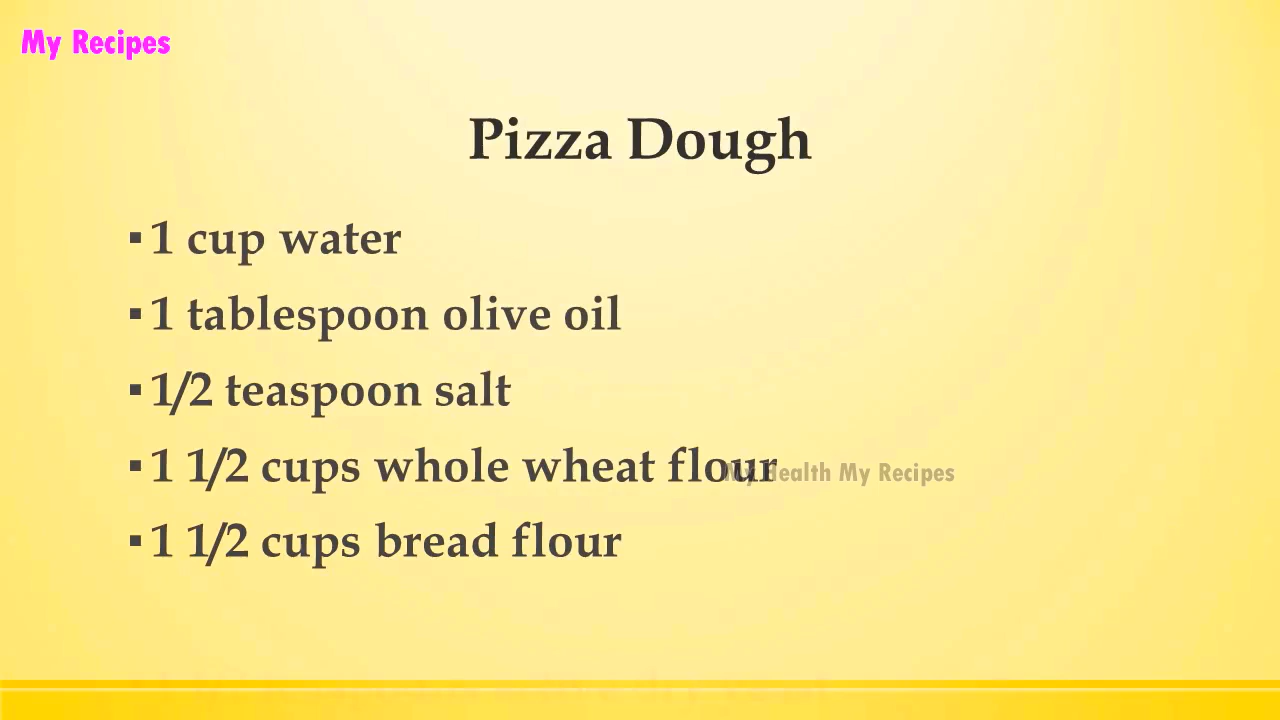 My Recipes
Pizza Dough
▪ 1 cup water
▪ 1 tablespoon olive oil
▪ 1/2 teaspoon salt
▪ 1 1/2 cups whole wheat flour
My Health My Recipes
▪ 1 1/2 cups bread flour